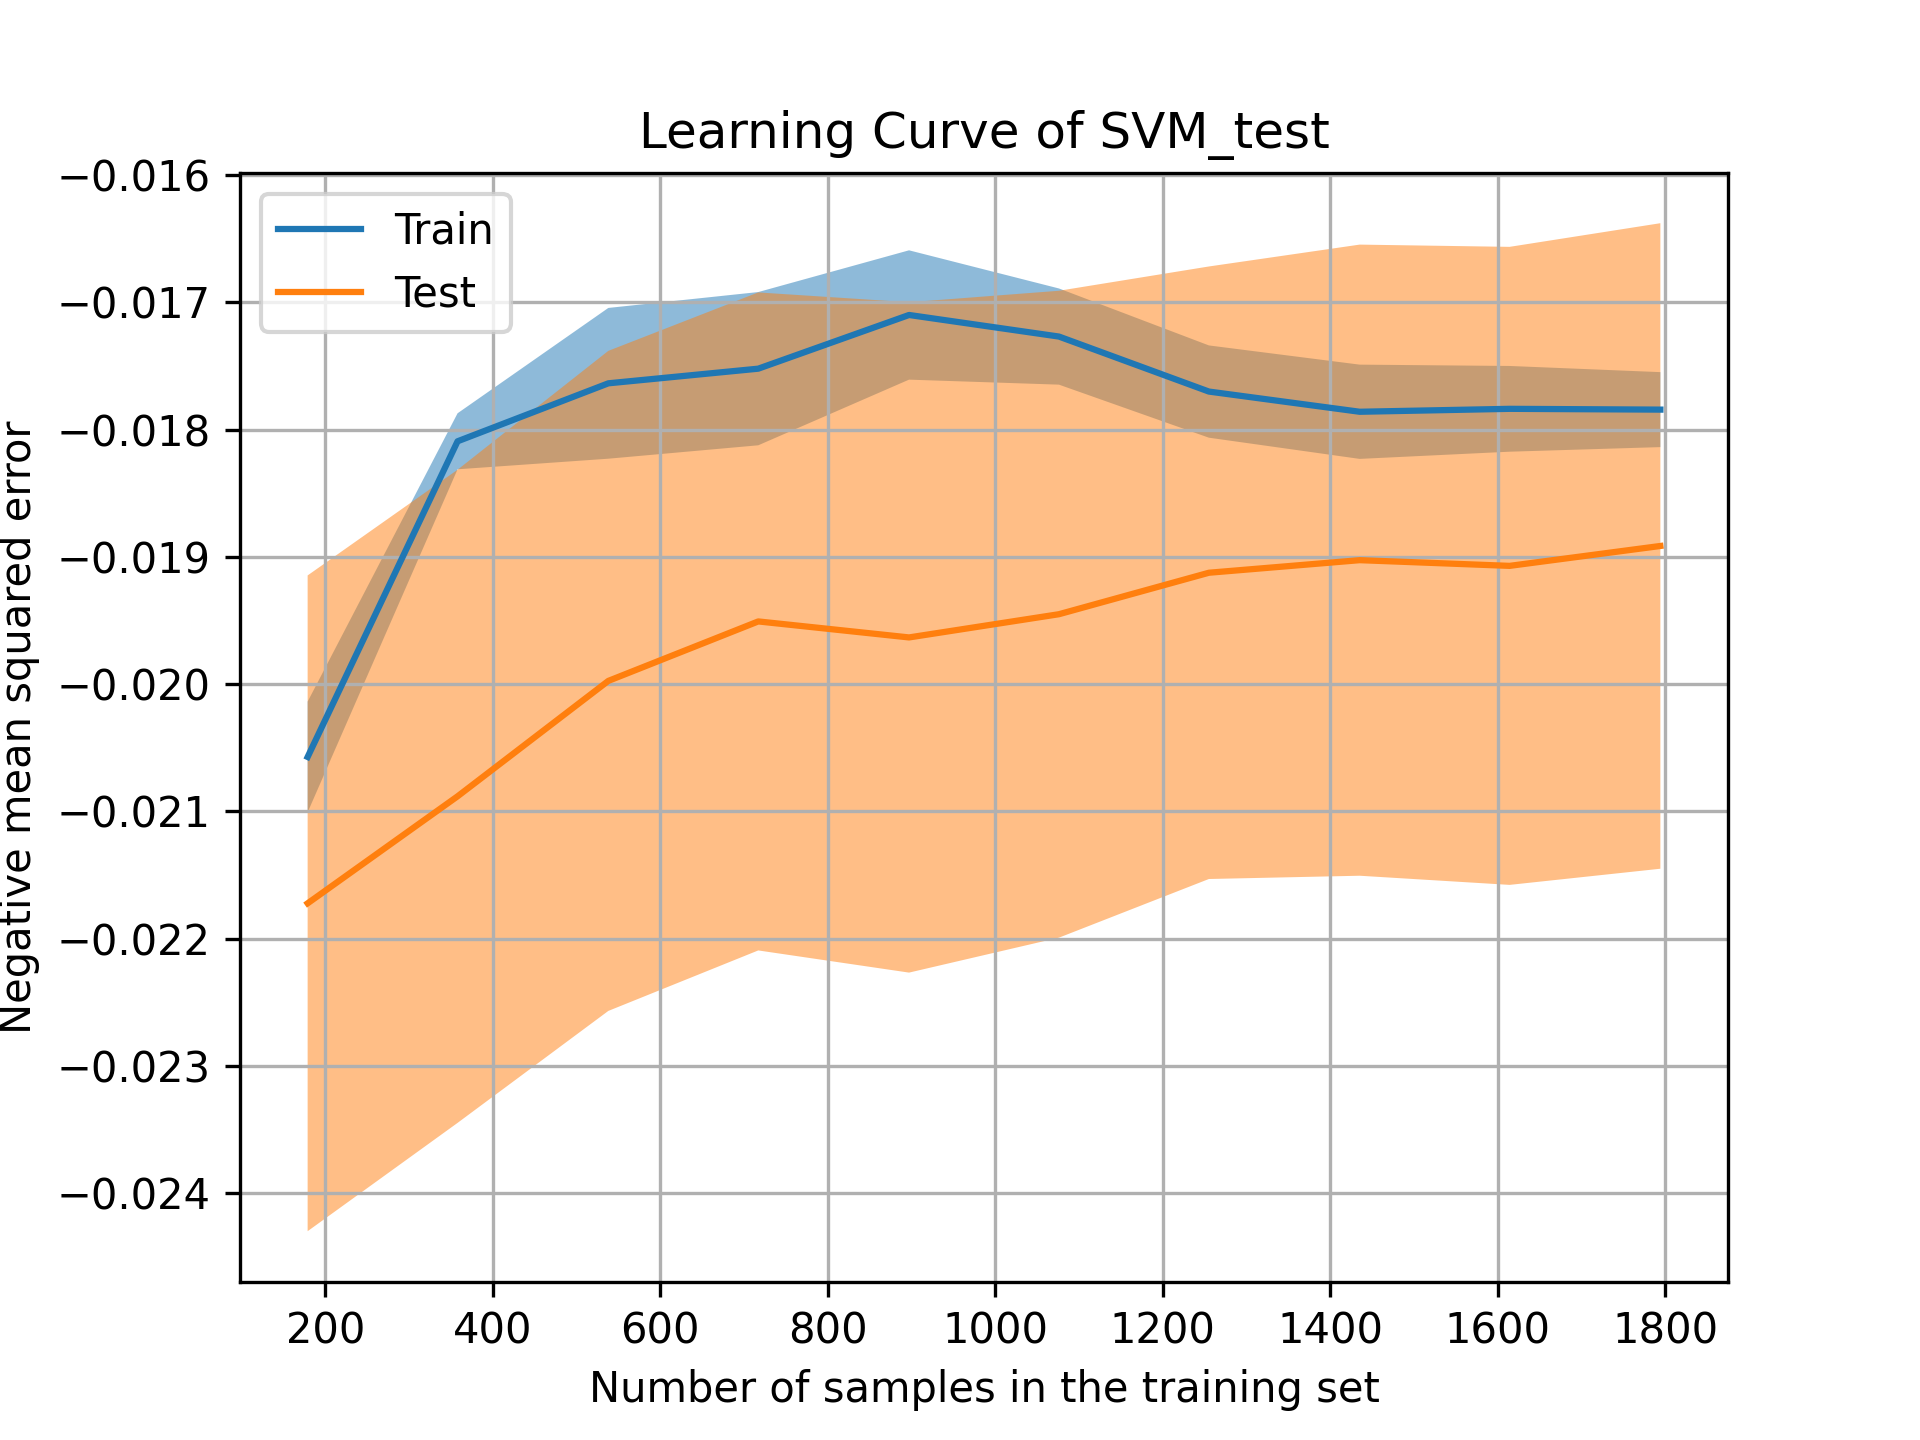 Learning Curve of SVM_test
Train
Test
−0.016
−0.017
−0.018
−0.019
−0.020
−0.021
−0.022
−0.023
−0.024
Negative mean squared error
200 400 600 800 1000 1200 1400 1600 1800
Number of samples in the training set